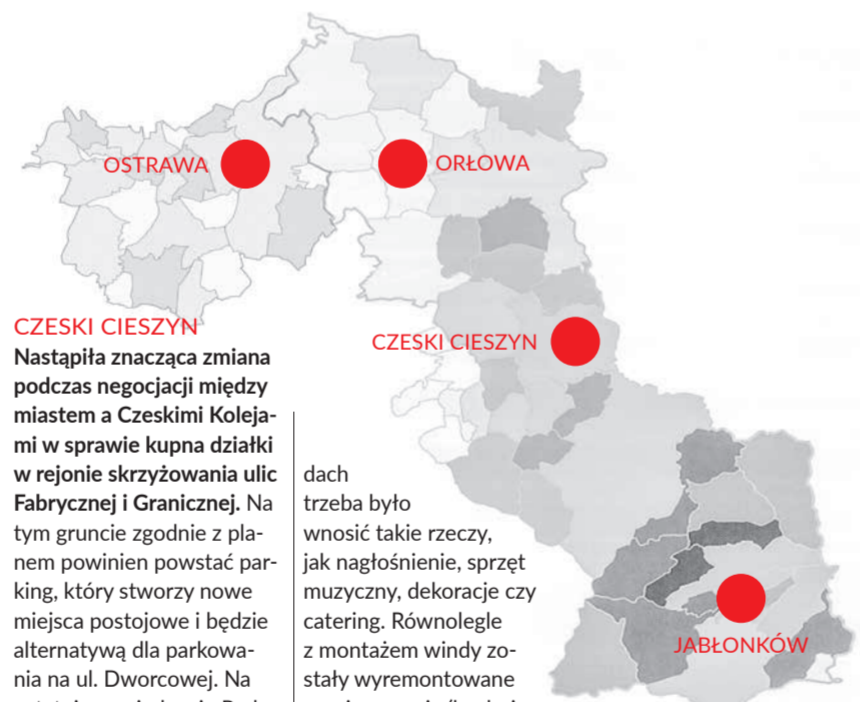 OSTRAWA
ORŁOWA
CZESKI CIESZYN
JABŁONKÓW
CZESKI CIESZYN
Nastąpiła znacząca zmiana
podczas negocjacji między
miastem a Czeskimi Koleja-
mi w sprawie kupna działki
w rejonie skrzyżowania ulic
Fabrycznej i Granicznej. Na
tym gruncie zgodnie z pla-
nem powinien powstać par-
king, który stworzy nowe
miejsca postojowe i będzie
alternatywą dla parkowa-
nia na ul. Dworcowej. Na
dach
trzeba było
wnosić takie rzeczy,
jak nagłośnienie, sprzęt
muzyczny, dekoracje czy
catering. Równolegle
z montażem windy zo-
stały wyremontowane